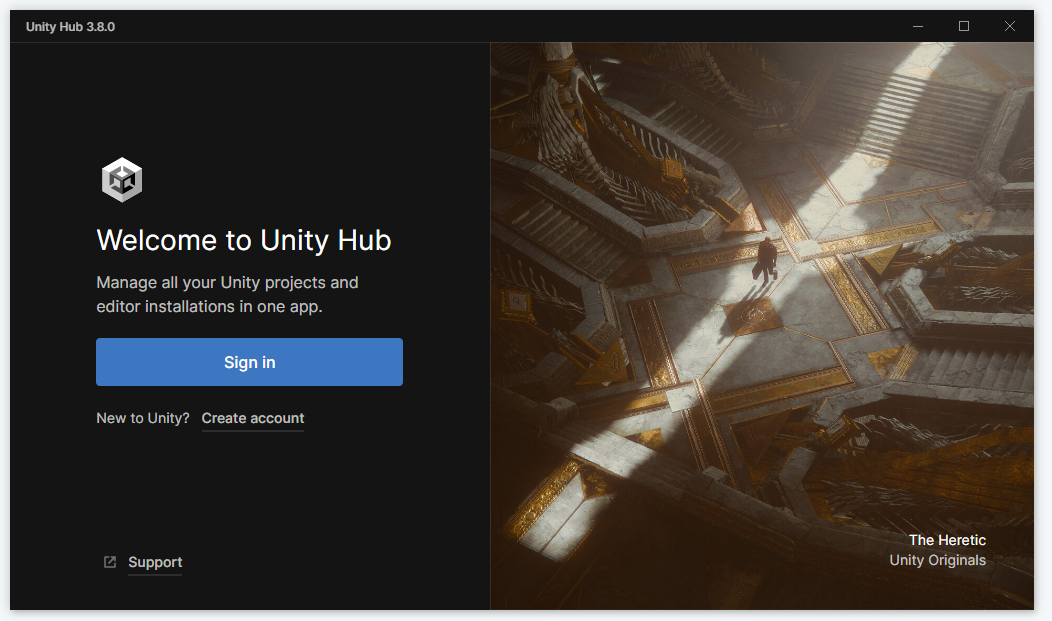 Unity Hub 3.8.0
Welcome to Unity Hub
Manage all your Unity projects and
editor installations in one app.
Sign in
New to Unity? Create account
Support
The Heretic
Unity Originals